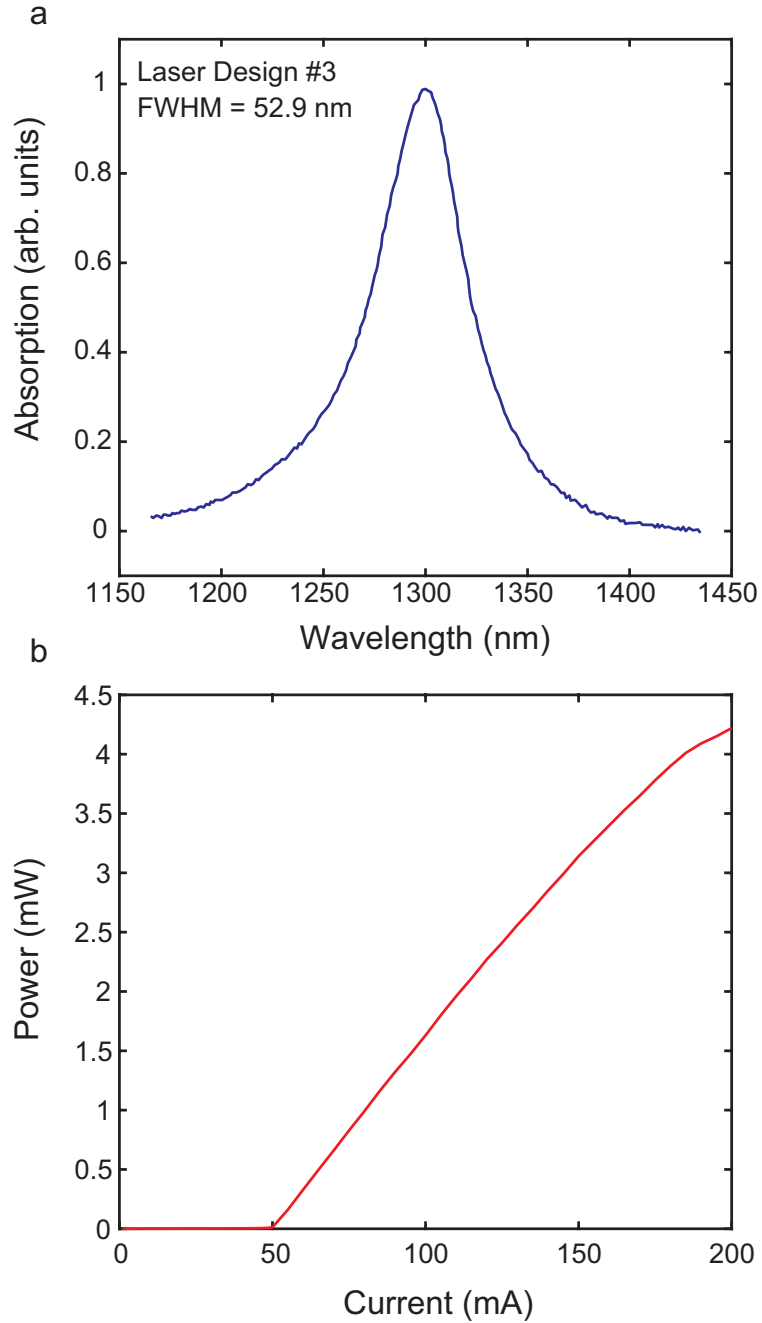 a
Laser Design #3
FWHM = 52.9 nm
1
0.8
0.6
0.4
0.2
0
Absorption (arb. units)
1150 1200 1250 1300 1350 1400 1450
Wavelength (nm)
b
4.5
4
3.5
3
2.5
2
1.5
1
0.5
0
Power (mW)
0 50 100 150 200
Current (mA)